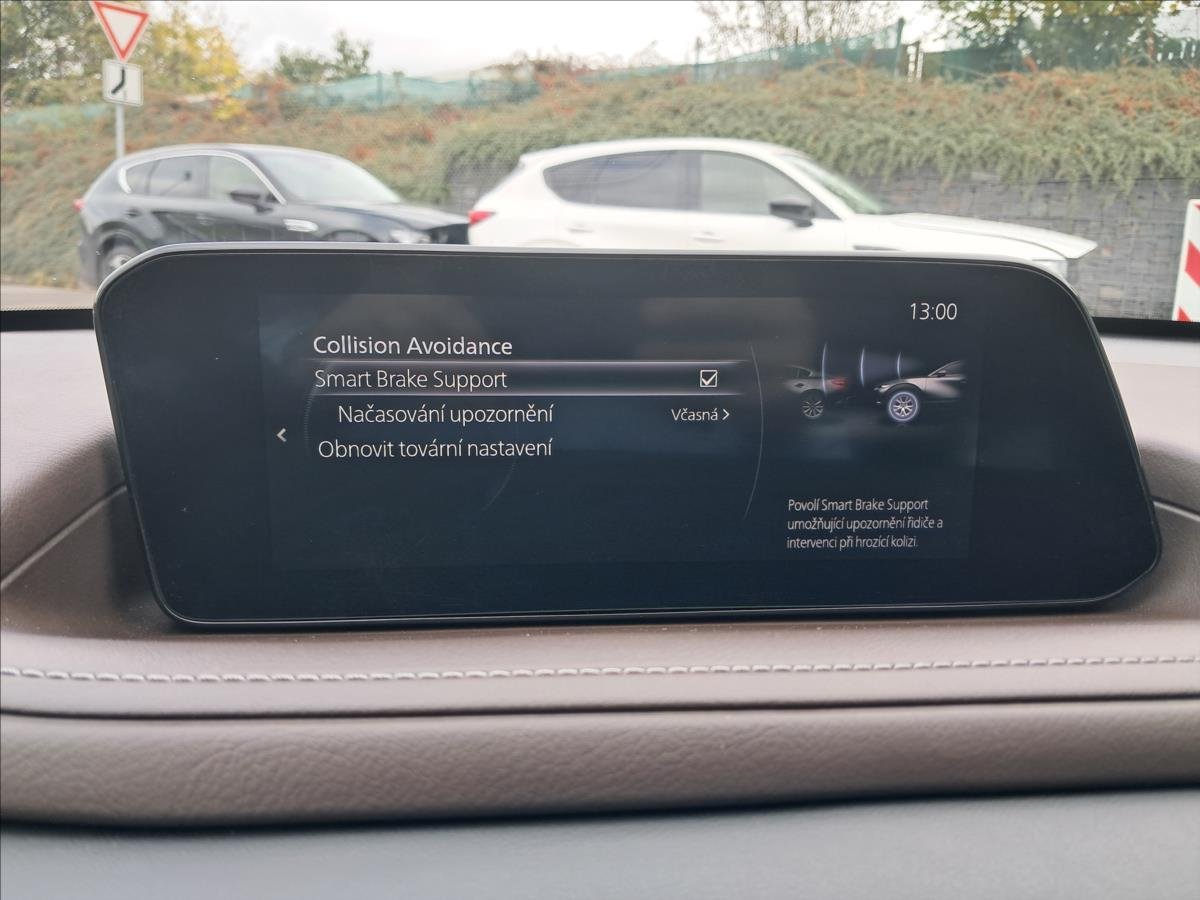 13:00
Collision Avoidance
Smart Brake Support
Načasování upozornění Včasná
Obnovit tovární nastavení
Povolí Smart Brake Support
umožňující upozornění řidiče a
intervenci při hrozící kolizi.